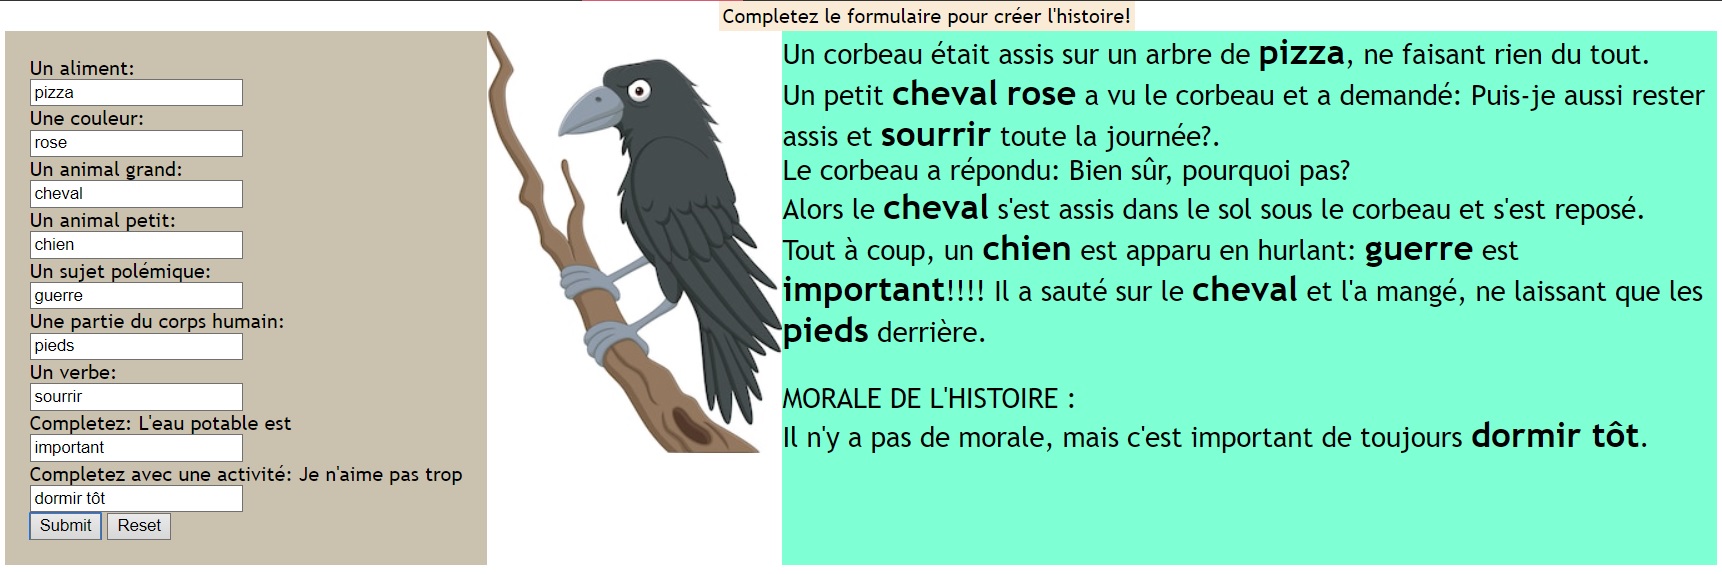 Completez le formulaire pour créer l'histoire!
Un aliment:
pizza
Une couleur:
rose
Un animal grand:
cheval
Un animal petit:
chien
Un sujet polémique:
guerre
Une partie du corps humain:
pieds
Un verbe:
sourrir
Completez: L'eau potable est
important
Completez avec une activité: Je n'aime pas trop
dormir tôt
Submit Reset
Un corbeau était assis sur un arbre de pizza, ne faisant rien du tout.
Un petit cheval rose a vu le corbeau et a demandé: Puis-je aussi rester
assis et sourrir toute la journée?.
Le corbeau a répondu: Bien sûr, pourquoi pas?
Alors le cheval s'est assis dans le sol sous le corbeau et s'est reposé.
Tout à coup, un chien est apparu en hurlant: guerre est
important!!!! Il a sauté sur le cheval et l'a mangé, ne laissant que les
pieds derrière.
MORALE DE L'HISTOIRE :
Il n'y a pas de morale, mais c'est important de toujours dormir tôt.